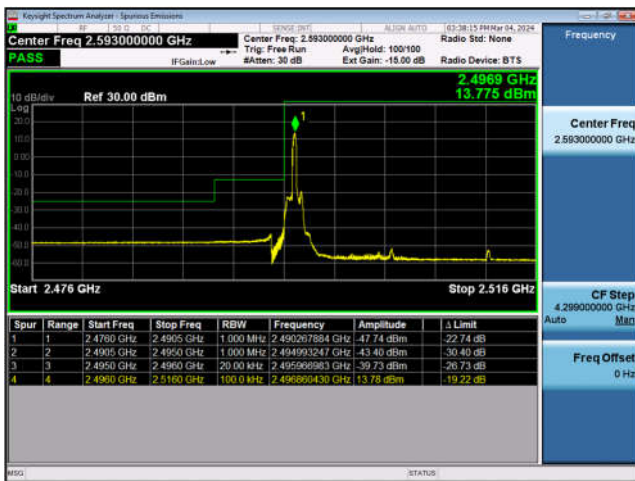 Keysight Spectrum Analyzer - Spurious Emissions
RF 50 Ω DC SENSE:INT ALIGN AUTO 03:38:15 PM Mar 04, 2024
Center Freq 2.593000000 GHz Center Freq: 2.593000000 GHz Radio Std: None Frequency
Trig: Free Run Avg|Hold: 100/100
PASS IFGain:Low #Atten: 30 dB Ext Gain: -15.00 dB Radio Device: BTS
2.4969 GHz
10 dB/div Ref 30.00 dBm 13.775 dBm
Log
20.0
10.0
0.00
-10.0
-20.0
-30.0
-40.0
-50.0
-60.0
1
Start 2.476 GHz Stop 2.516 GHz
Center Freq
2.593000000 GHz
CF Step
4.299000000 GHz
Auto Man
Freq Offset
0 Hz
Spur Range Start Freq Stop Freq RBW Frequency Amplitude Δ Limit
1 1 2.4760 GHz 2.4905 GHz 1.000 MHz 2.490267884 GHz -47.74 dBm -22.74 dB
2 2 2.4905 GHz 2.4950 GHz 1.000 MHz 2.494993247 GHz -43.40 dBm -30.40 dB
3 3 2.4950 GHz 2.4960 GHz 20.00 kHz 2.495966983 GHz -39.73 dBm -26.73 dB
4 4 2.4960 GHz 2.5160 GHz 100.0 kHz 2.496860430 GHz 13.78 dBm -19.22 dB
MSG STATUS